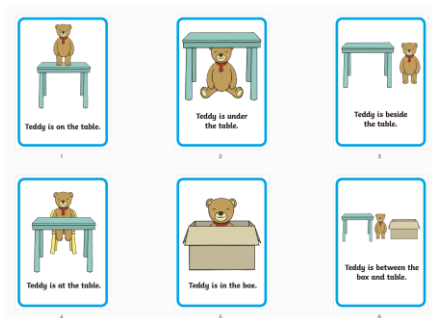 Teddy is on the table.
1
Teddy is under
the table.
2
Teddy is beside
the table.
3
Teddy is at the table.
4
Teddy is in the box.
5
Teddy is between the
box and table.
6